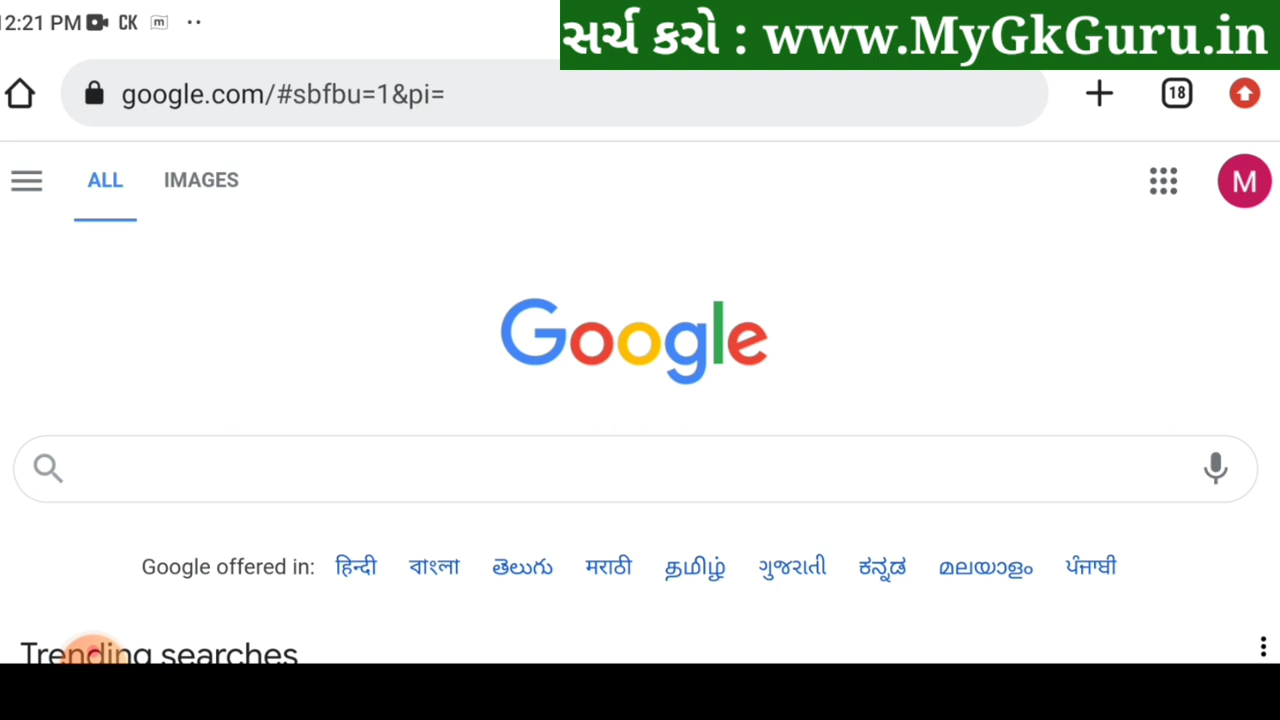 12:21 PM CK m
સર્ચ કરો : www.MyGkGuru.in
google.com/#sbfbu=1&pi=
18
ALL IMAGES
M
Google
Google offered in: हिन्दी বাংলা తెలుగు मराठी தமிழ் ગુજરાતી ಕನ್ನಡ മലയാളം ਪੰਜਾਬੀ
Trending searches